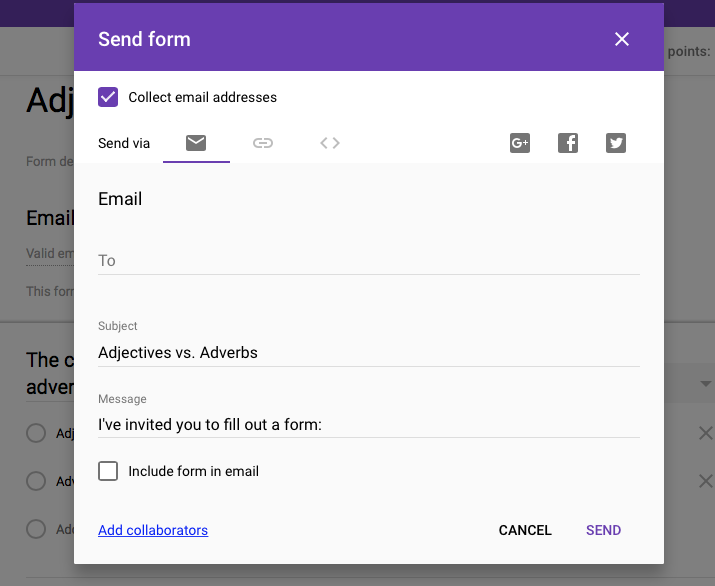 Send form
points:
Collect email addresses
Adj
Send via
G+
f
Form de
Email
Email
Valid em
To
This forn
Subject
The c
Adjectives vs. Adverbs
adver
Message
I've invited you to fill out a form:
Adj
Include form in email
Adv
Add
Add collaborators
CANCEL
SEND